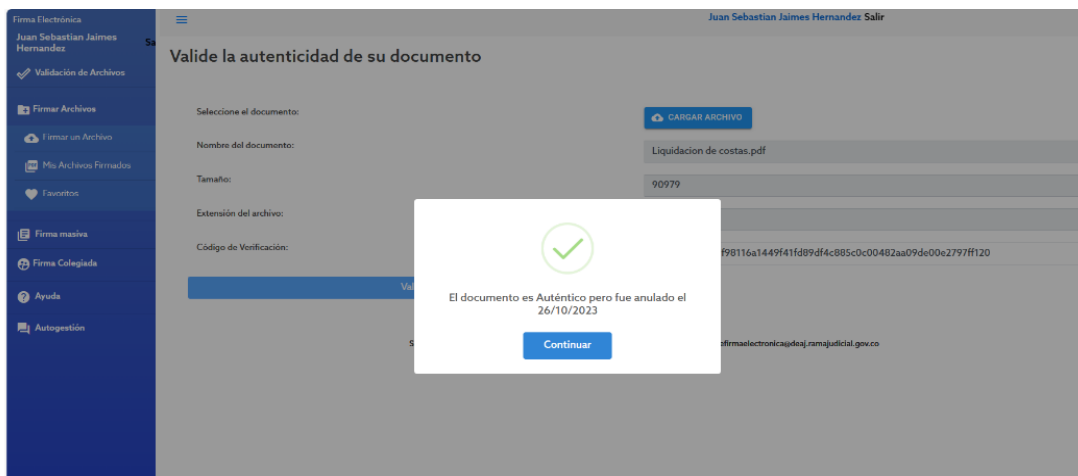 Firma Electrónica
Juan Sebastian Jaimes
Hernandez
Sa
Validación de Archivos
Firmar Archivos
Firmar un Archivo
Mis Archivos Firmados
Favoritos
Firma masiva
Firma Colegiada
Ayuda
Autogestión
Juan Sebastian Jaimes Hernandez Salir
Valide la autenticidad de su documento
Seleccione el documento:
CARGAR ARCHIVO
Nombre del documento:
Liquidacion de costas.pdf
Tamaño:
90979
Extensión del archivo:
Código de Verificación:
f98116a1449f41fd89df4c885c0c00482aa09de00e2797ff120
Val
El documento es Auténtico pero fue anulado el
26/10/2023
Continuar
S
efirmaelectronica@deaj.ramajudicial.gov.co